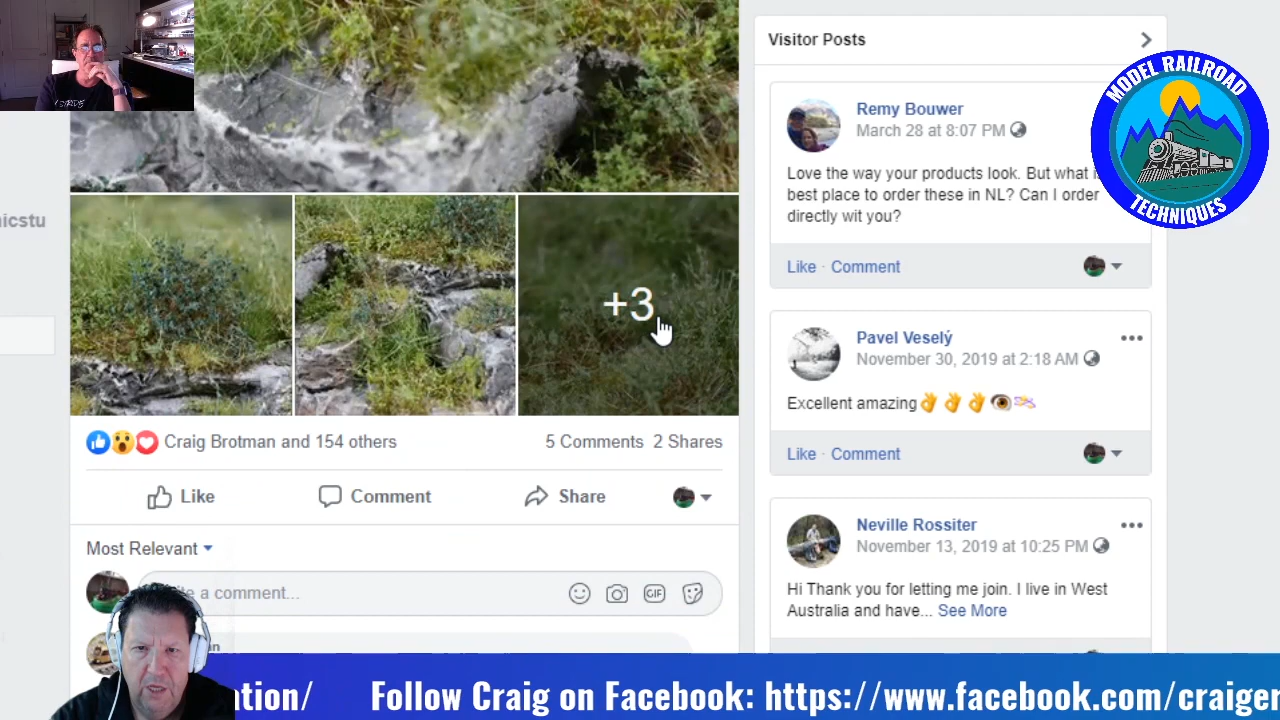 Visitor Posts
MODEL RAILROAD
TECHNIQUES
Remy Bouwer
March 28 at 8:07 PM
Love the way your products look. But what
best place to order these in NL? Can I order
directly wit you?
Like · Comment
+3
Pavel Veselý
November 30, 2019 at 2:18 AM
Excellent amazing
Like · Comment
Craig Brotman and 154 others
5 Comments 2 Shares
Like
Comment
Share
Most Relevant
Neville Rossiter
November 13, 2019 at 10:25 PM
Hi Thank you for letting me join. I live in West
Australia and have... See More
a comment...
GIF
ation/ Follow Craig on Facebook: https://www.facebook.com/craiger